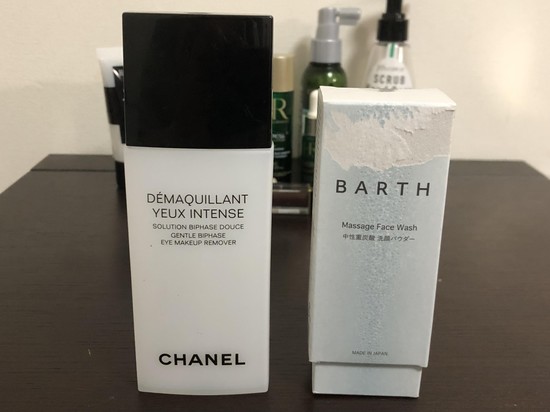 DÉMAQUILLANT
YEUX INTENSE
SOLUTION BIPHASE DOUCE
GENTLE BIPHASE
EYE MAKEUP REMOVER
CHANEL
BARTH
Massage Face Wash
中性重炭酸 洗顔パウダー
MADE IN JAPAN
SCRUB
R